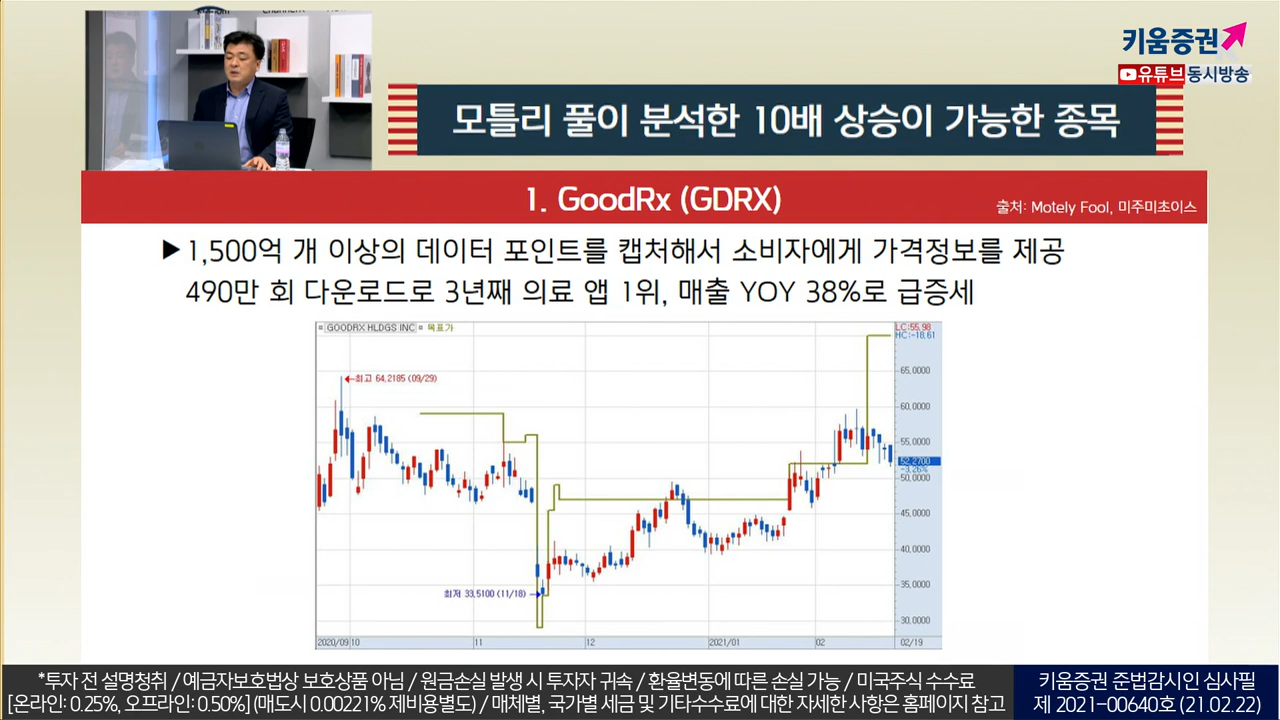 키움증권
유튜브 동시방송
모틀리 풀이 분석한 10배 상승이 가능한 종목
1. GoodRx (GDRX)
출처: Motely Fool, 미주미초이스
▶1,500억 개 이상의 데이터 포인트를 캡처해서 소비자에게 가격정보를 제공
490만 회 다운로드로 3년째 의료 앱 1위, 매출 YOY 38%로 급증세
GOODRX HLDGS INC 목표가
LC:55.98
HC:-18.61
최고 64.2185 (09/29)
65.0000
60.0000
55.0000
52.2700
-3.26%
50.0000
45.0000
40.0000
35.0000
최저 33.5100 (11/18)
30.0000
2020/09 10 11 12 2021/01 02 02/19
*투자 전 설명청취 / 예금자보호법상 보호상품 아님 / 원금손실 발생 시 투자자 귀속 / 환율변동에 따른 손실 가능 / 미국주식 수수료
[온라인: 0.25%, 오프라인: 0.50%] (매도시 0.00221% 제비용별도) / 매체별, 국가별 세금 및 기타수수료에 대한 자세한 사항은 홈페이지 참고
키움증권 준법감시인 심사필
제 2021-00640호 (21.02.22)